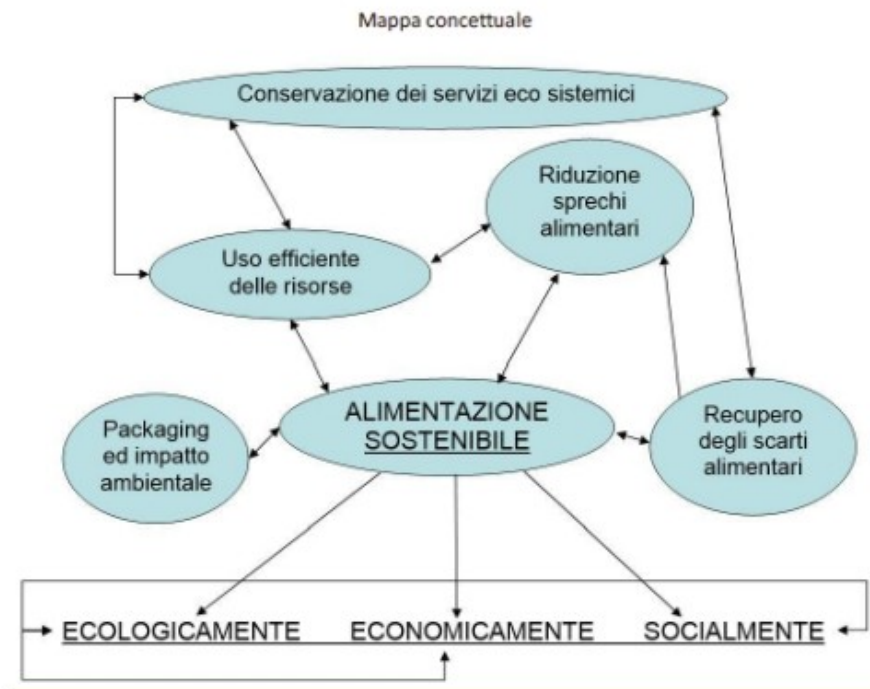 Mappa concettuale
Conservazione dei servizi eco sistemici
Riduzione
sprechi
alimentari
Uso efficiente
delle risorse
ALIMENTAZIONE
SOSTENIBILE
Packaging
ed impatto
ambientale
Recupero
degli scarti
alimentari
ECOLOGICAMENTE ECONOMICAMENTE SOCIALMENTE